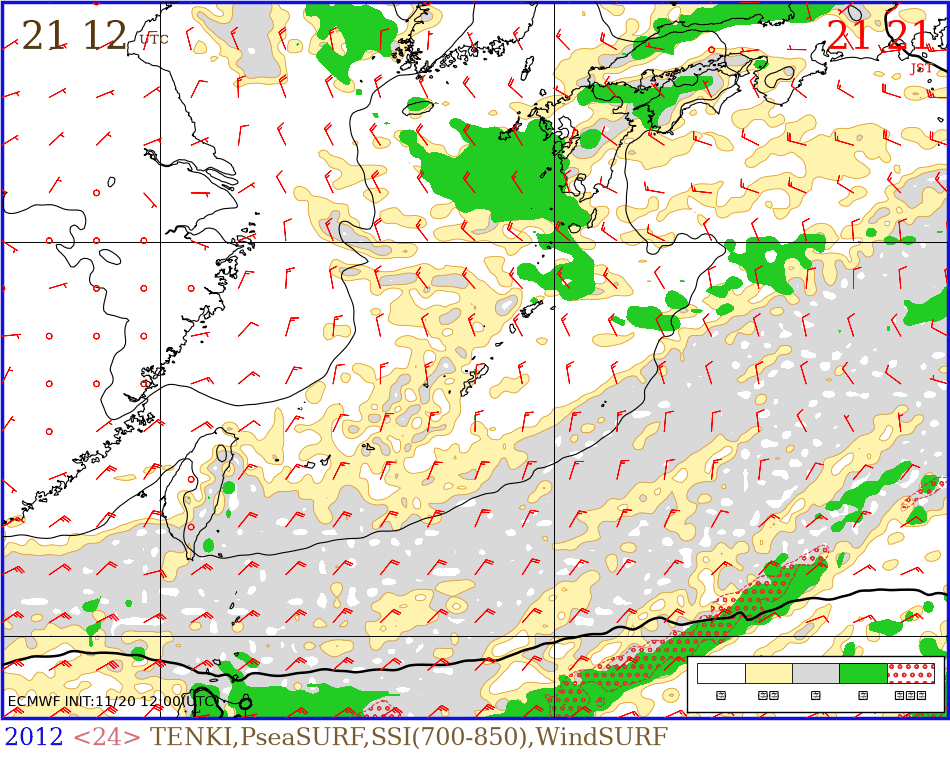 21 12 UTC
21 21
JST
ECMWF INIT:11/20 12:00(UTC)
2012 <24> TENKI,PseaSURF,SSI(700-850),WindSURF